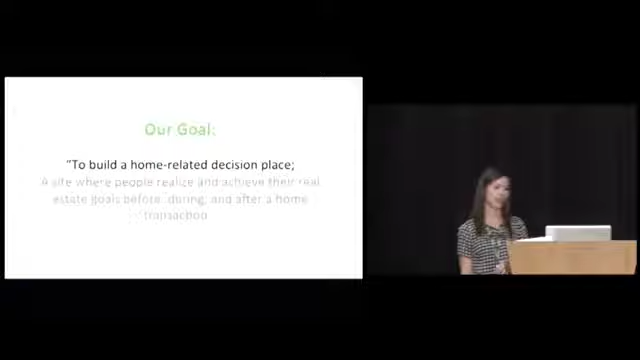 Our Goal:
"To build a home-related decision place;
A site where people realize and achieve their real
estate goals before, during, and after a home